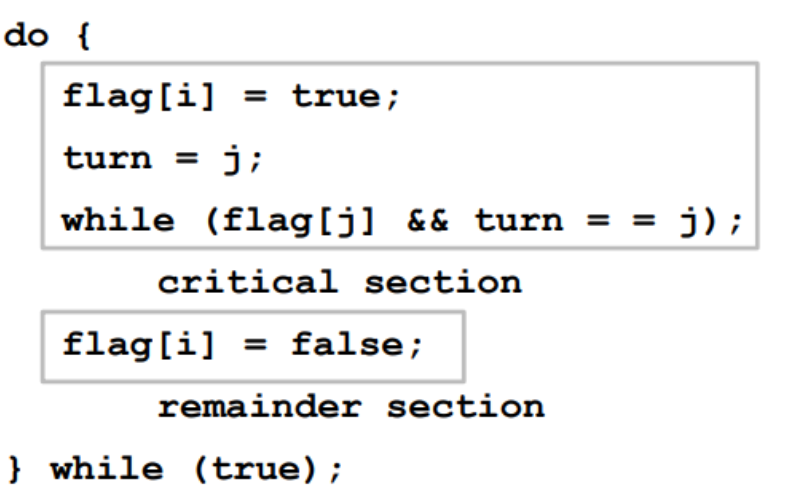 do {
flag[i] = true;
turn = j;
while (flag[j] && turn = = j);
critical section
flag[i] = false;
remainder section
} while (true);